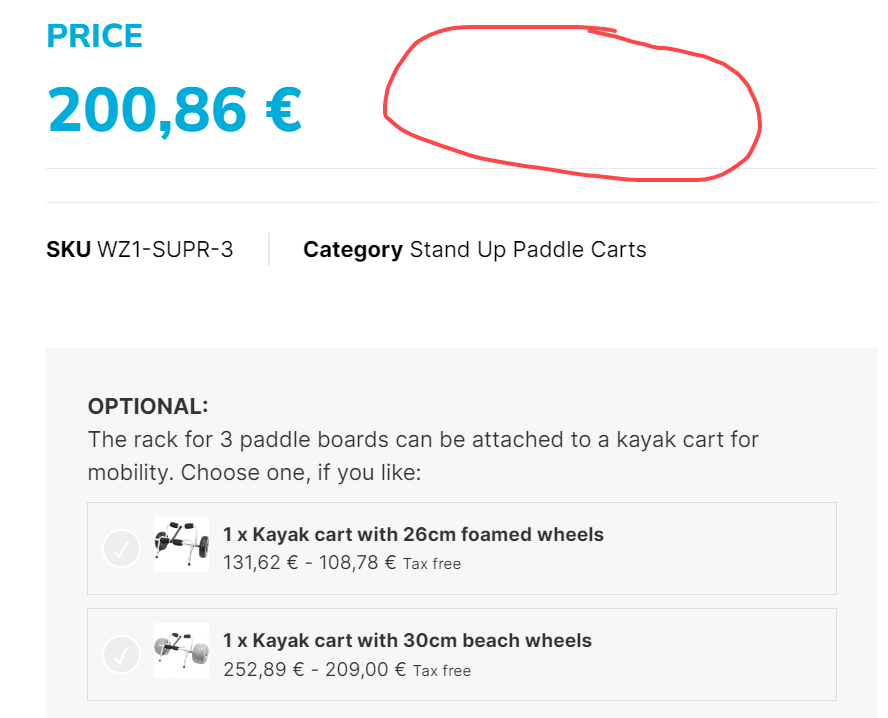 PRICE
200,86 €
SKU WZ1-SUPR-3 Category Stand Up Paddle Carts
OPTIONAL:
The rack for 3 paddle boards can be attached to a kayak cart for
mobility. Choose one, if you like:
1 x Kayak cart with 26cm foamed wheels
131,62 € - 108,78 € Tax free
1 x Kayak cart with 30cm beach wheels
252,89 € - 209,00 € Tax free